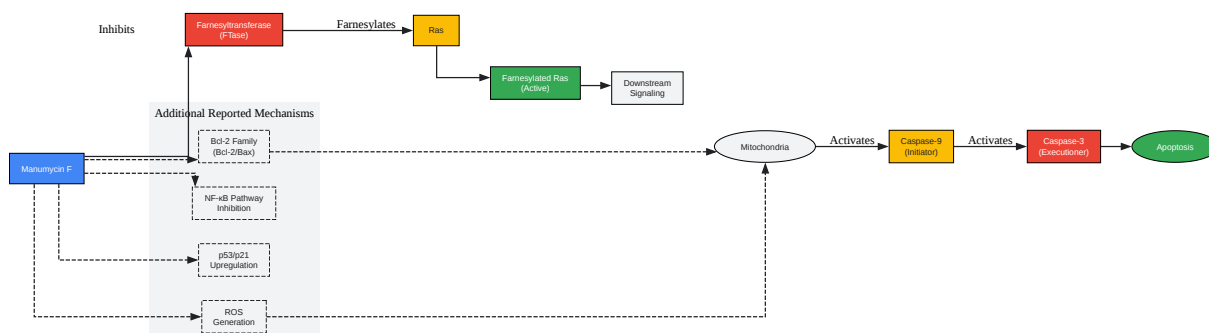 Inhibits
Farnesyltransferase
(FTase)
Farnesylates
Ras
Farnesylated Ras
(Active)
Downstream
Signaling
Additional Reported Mechanisms
Bcl-2 Family
(Bcl-2/Bax)
Manumycin F
NF-κB Pathway
Inhibition
p53/p21
Upregulation
ROS
Generation
Mitochondria
Activates
Caspase-9
(Initiator)
Activates
Caspase-3
(Executioner)
Apoptosis